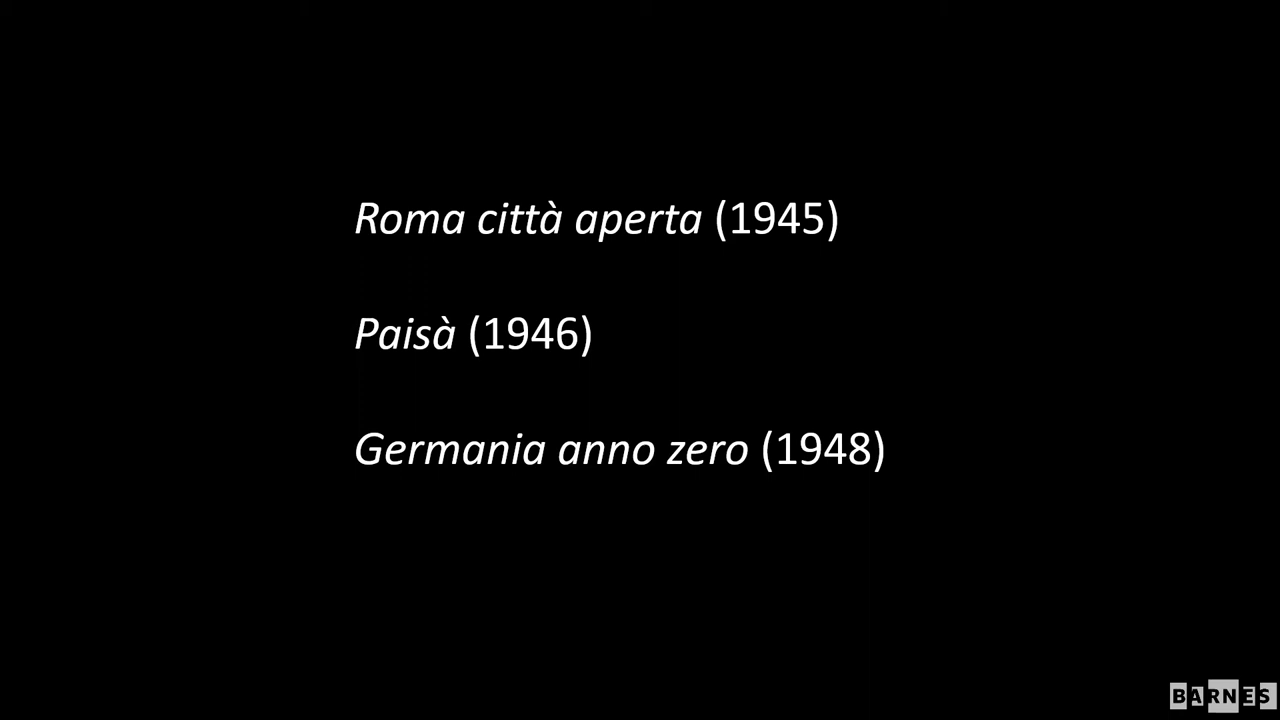 Roma città aperta (1945)
Paisà (1946)
Germania anno zero (1948)
BARNES